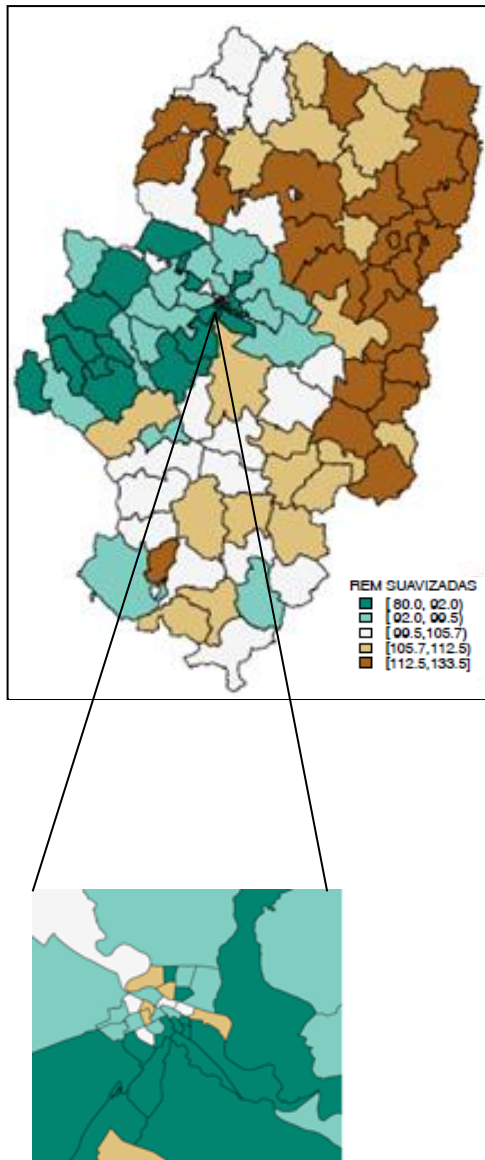 REM SUAVIZADAS
[ 80.0, 92.0)
[ 92.0, 99.5)
[ 99.5,105.7)
[105.7,112.5)
[112.5,133.5]